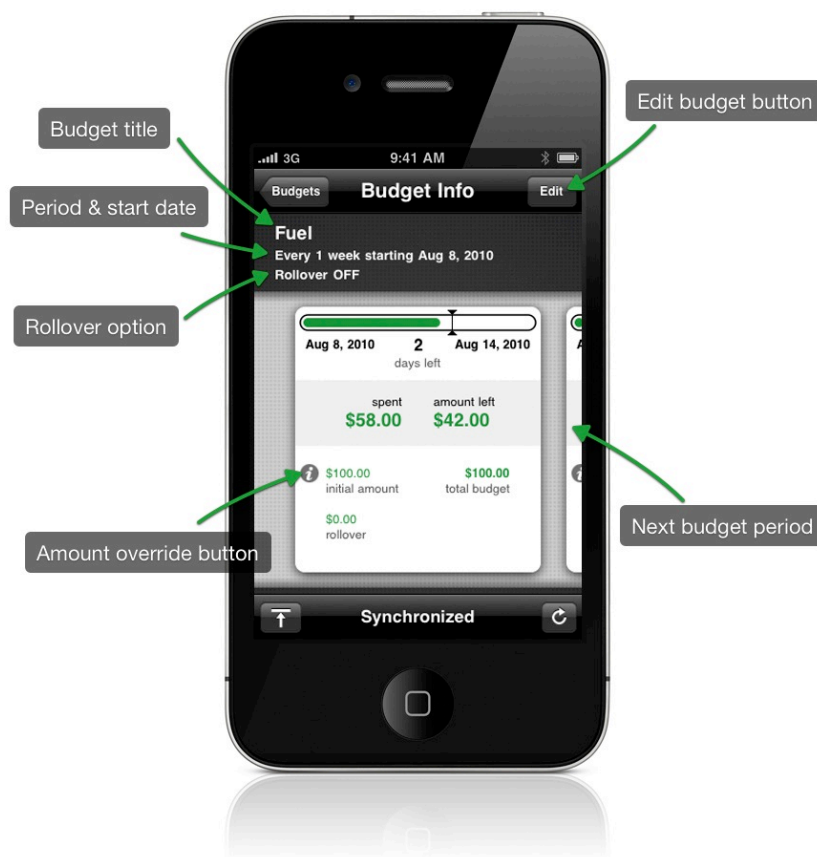 Edit budget button
Budget title
3G 9:41 AM
Budgets Budget Info Edit
Period & start date
Fuel
Every 1 week starting Aug 8, 2010
Rollover OFF
Rollover option
Aug 8, 2010 2 Aug 14, 2010
days left
spent amount left
$58.00 $42.00
$100.00 $100.00
initial amount total budget
$0.00
rollover
Next budget period
Amount override button
Synchronized